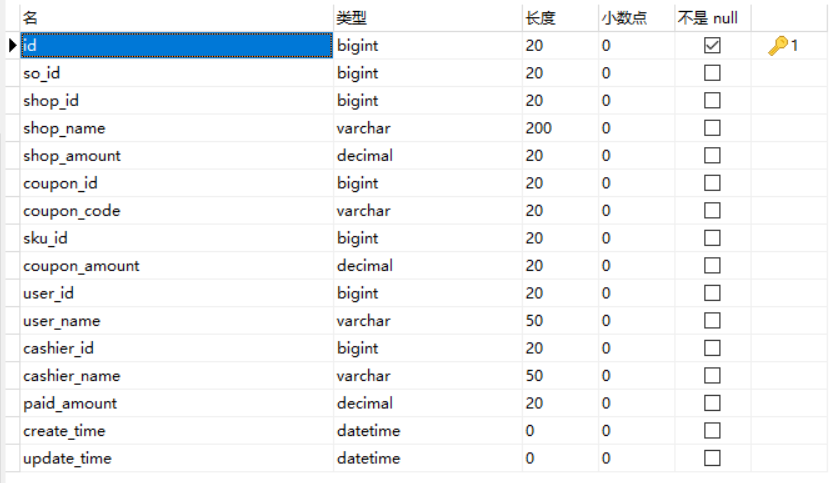 名 类型 长度 小数点 不是 null
id bigint 20 0 1
so_id bigint 20 0
shop_id bigint 20 0
shop_name varchar 200 0
shop_amount decimal 20 0
coupon_id bigint 20 0
coupon_code varchar 20 0
sku_id bigint 20 0
coupon_amount decimal 20 0
user_id bigint 20 0
user_name varchar 50 0
cashier_id bigint 20 0
cashier_name varchar 50 0
paid_amount decimal 20 0
create_time datetime 0 0
update_time datetime 0 0